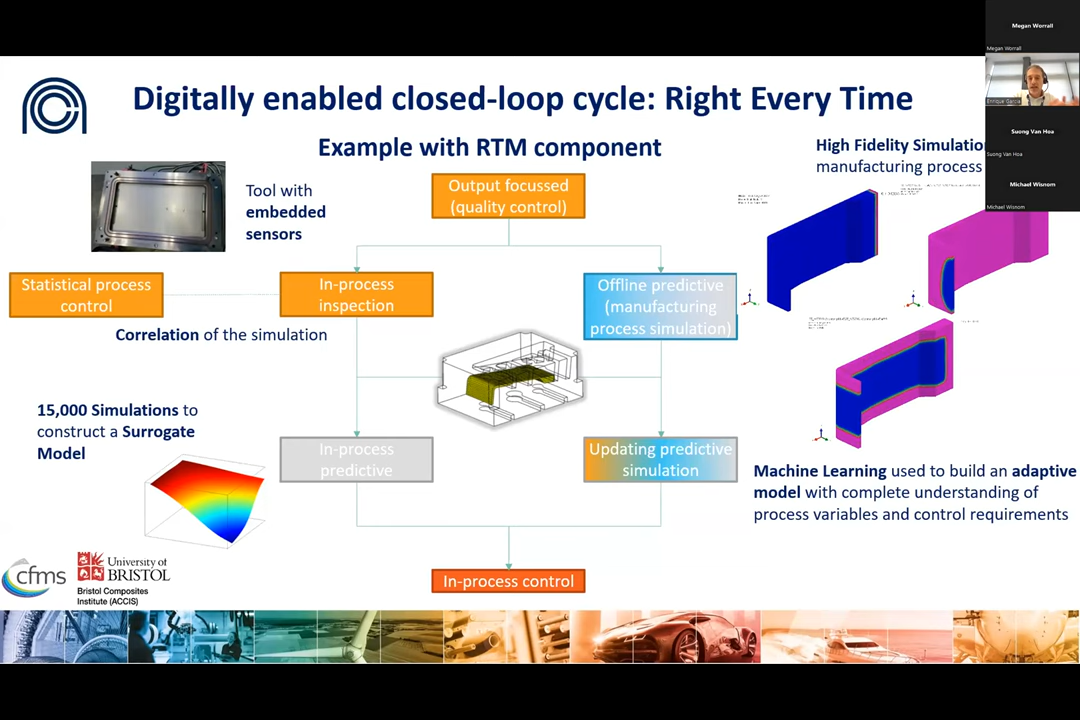 Megan Worrall
Megan Worrall
Enrique Garcia
Suong Van Hoa
Suong Van Hoa
Michael Wisnom
Michael Wisnom
Digitally enabled closed-loop cycle: Right Every Time
Example with RTM component
High Fidelity Simulatio
manufacturing process
Tool with
embedded
sensors
Output focussed
(quality control)
Statistical process
control
In-process
inspection
Offline predictive
(manufacturing
process simulation)
Correlation of the simulation
15,000 Simulations to
construct a Surrogate
Model
In-process
predictive
Updating predictive
simulation
Machine Learning used to build an adaptive
model with complete understanding of
process variables and control requirements
In-process control
cfms
University of
BRISTOL
Bristol Composites
Institute (ACCIS)